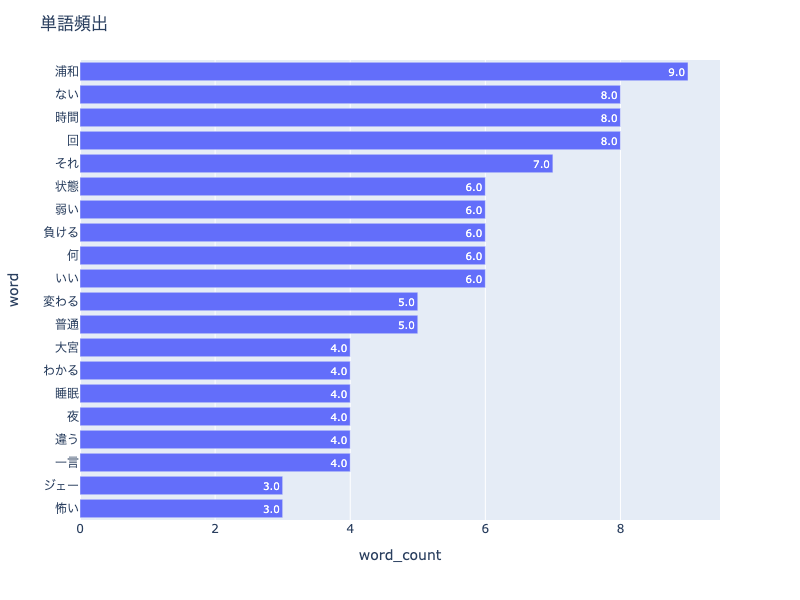 単語頻出
浦和 9.0
ない 8.0
時間 8.0
回 8.0
それ 7.0
状態 6.0
弱い 6.0
負ける 6.0
何 6.0
いい 6.0
変わる 5.0
普通 5.0
大宮 4.0
わかる 4.0
睡眠 4.0
夜 4.0
違う 4.0
一言 4.0
ジェー 3.0
怖い 3.0
word
0 2 4 6 8
word_count